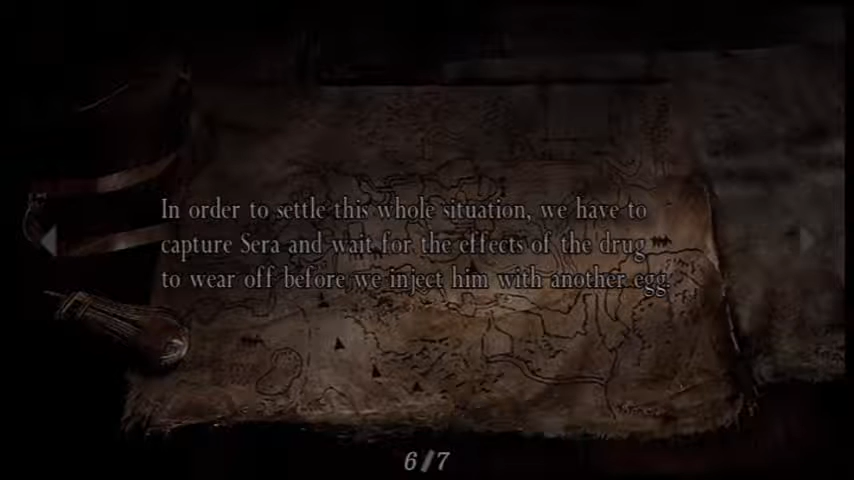 In order to settle this whole situation, we have to
capture Sera and wait for the effects of the drug
to wear off before we inject him with another egg.
6/7